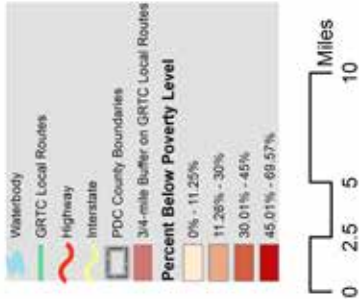 Waterbody
GRTC Local Routes
Highway
Interstate
PDC County Boundaries
3/4-mile Buffer on GRTC Local Routes
Percent Below Poverty Level
0% - 11.25%
11.26% - 30%
30.01% - 45%
45.01% - 69.57%
0 2.5 5 10
Miles